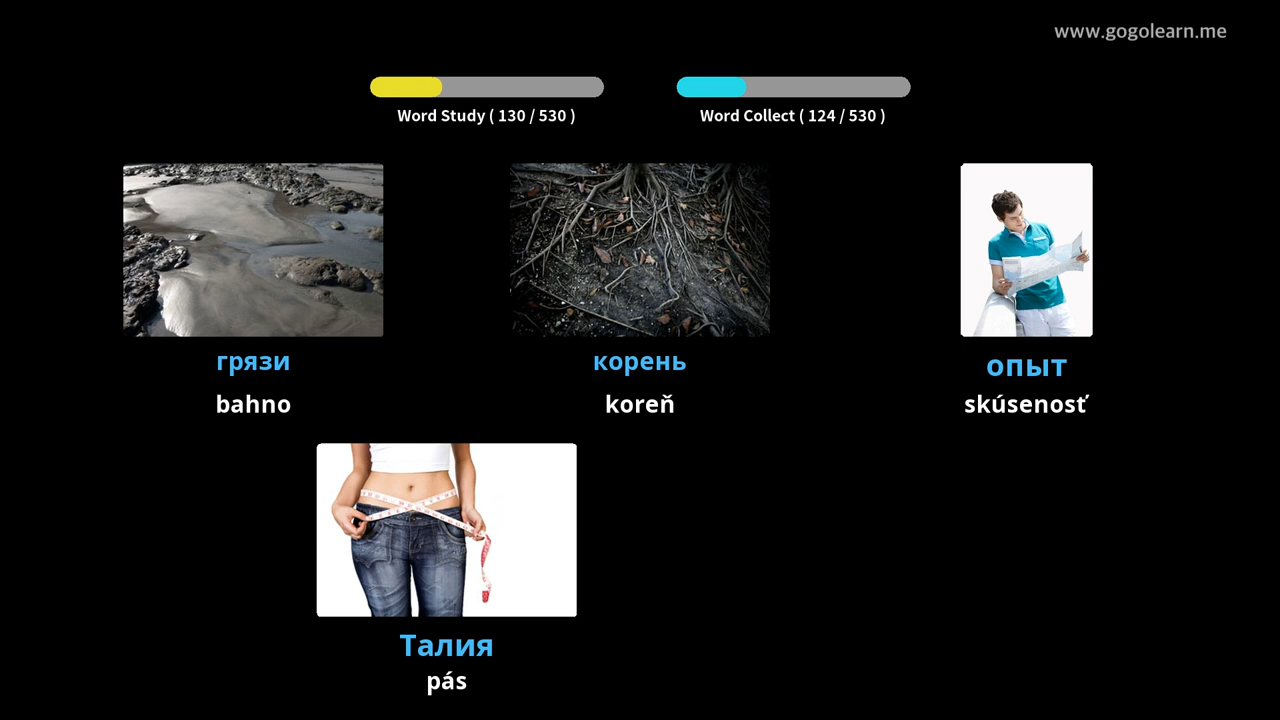 www.gogolearn.me
Word Study ( 130 / 530 )
Word Collect ( 124 / 530 )
грязи
корень
опыт
bahno
koreň
skúsenosť
Талия
pás